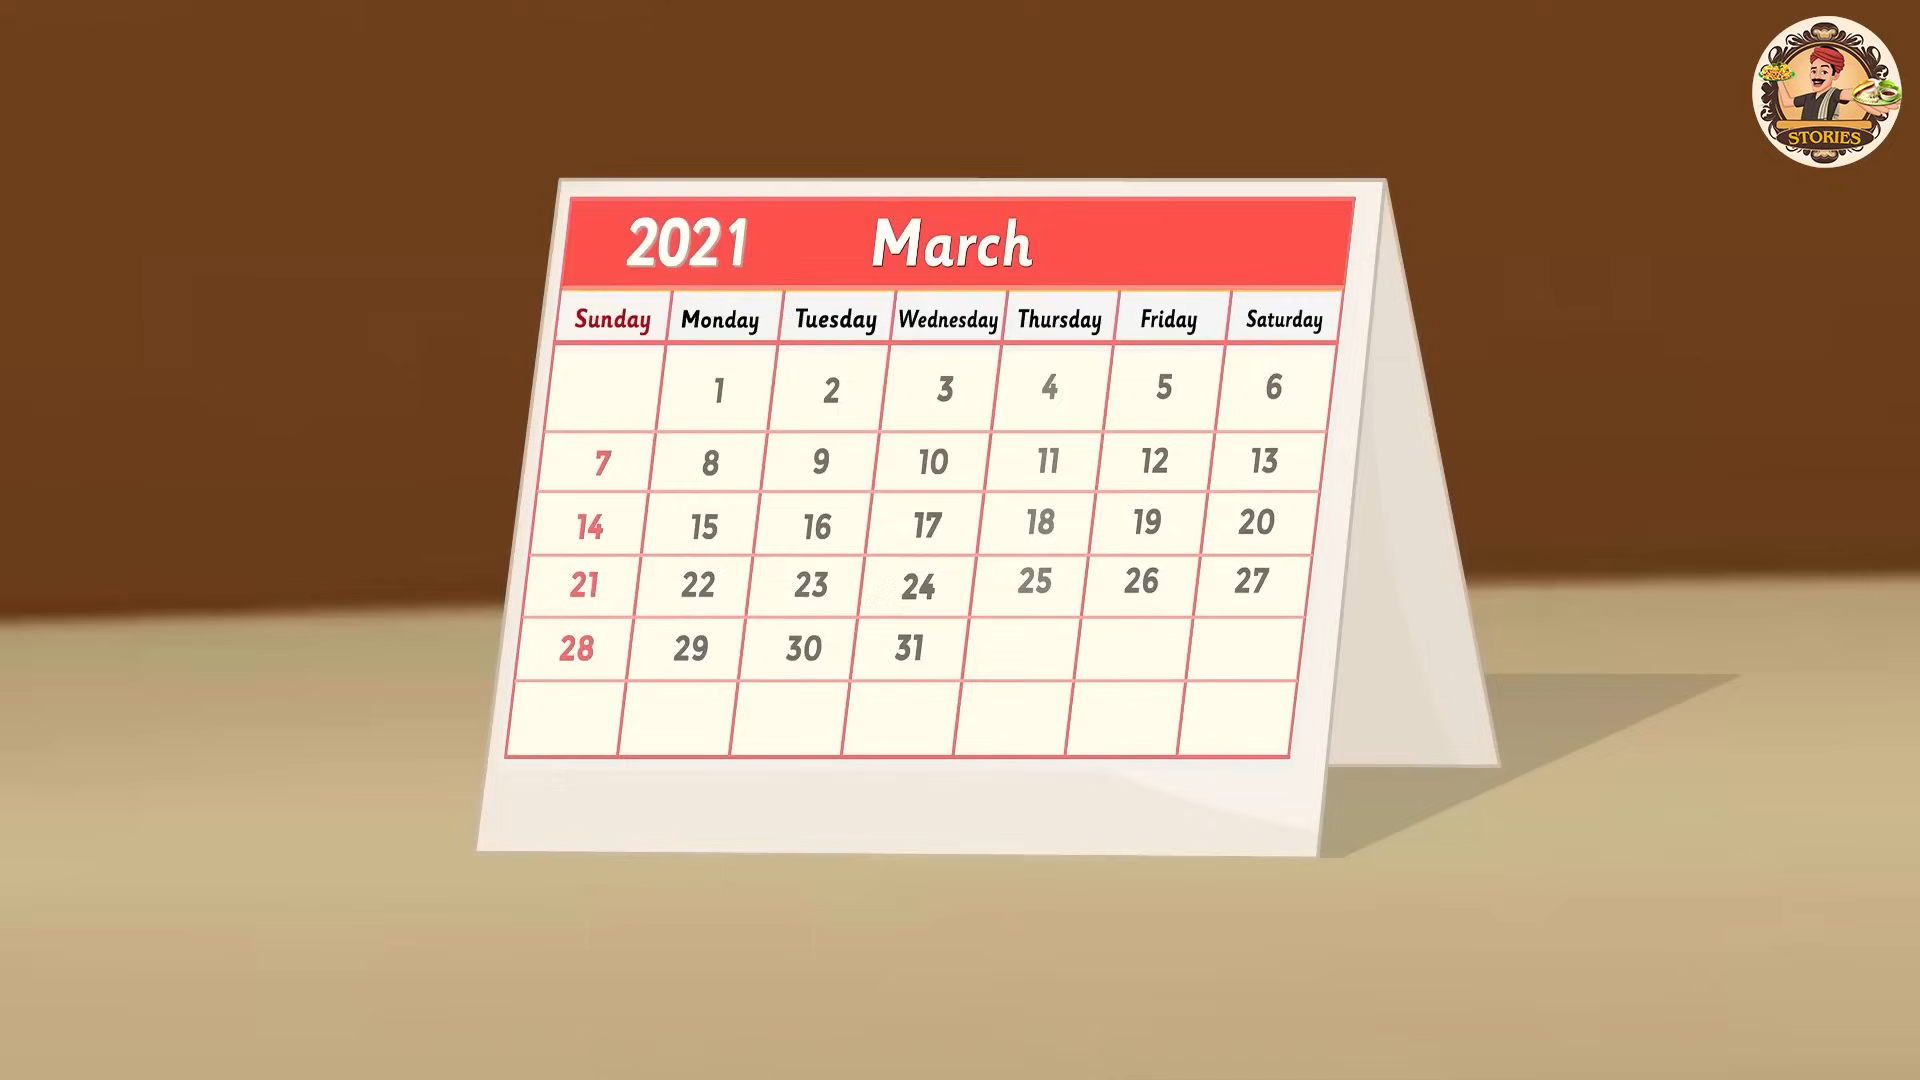 STORIES
2021 March
Sunday Monday Tuesday Wednesday Thursday Friday Saturday
1 2 3 4 5 6
7 8 9 10 11 12 13
14 15 16 17 18 19 20
21 22 23 24 25 26 27
28 29 30 31